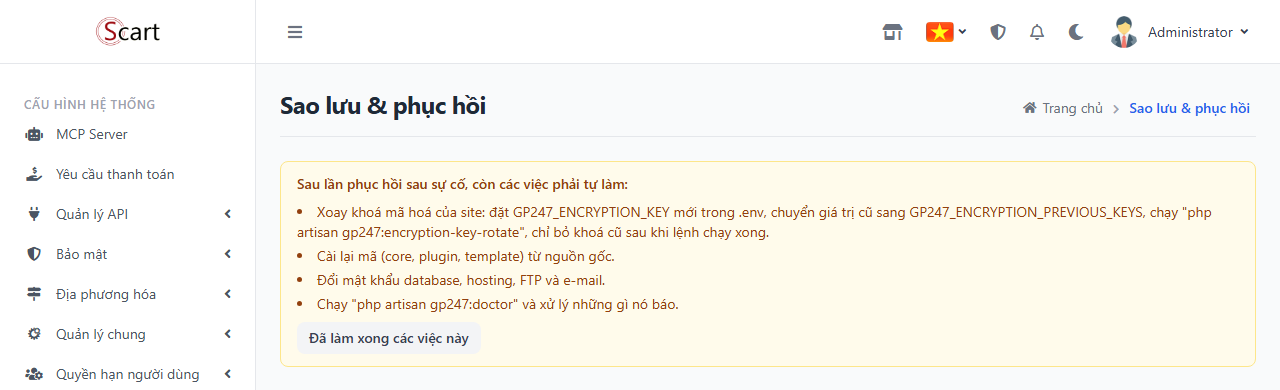 Scart
Administrator
CẤU HÌNH HỆ THỐNG
MCP Server
Yêu cầu thanh toán
Quản lý API
Bảo mật
Địa phương hóa
Quản lý chung
Quyền hạn người dùng
Sao lưu & phục hồi
Trang chủ
Sao lưu & phục hồi
Sau lần phục hồi sau sự cố, còn các việc phải tự làm:
• Xoay khoá mã hoá của site: đặt GP247_ENCRYPTION_KEY mới trong .env, chuyển giá trị cũ sang GP247_ENCRYPTION_PREVIOUS_KEYS, chạy "php
artisan gp247:encryption-key-rotate", chỉ bỏ khoá cũ sau khi lệnh chạy xong.
• Cài lại mã (core, plugin, template) từ nguồn gốc.
• Đổi mật khẩu database, hosting, FTP và e-mail.
• Chạy "php artisan gp247:doctor" và xử lý những gì nó báo.
Đã làm xong các việc này